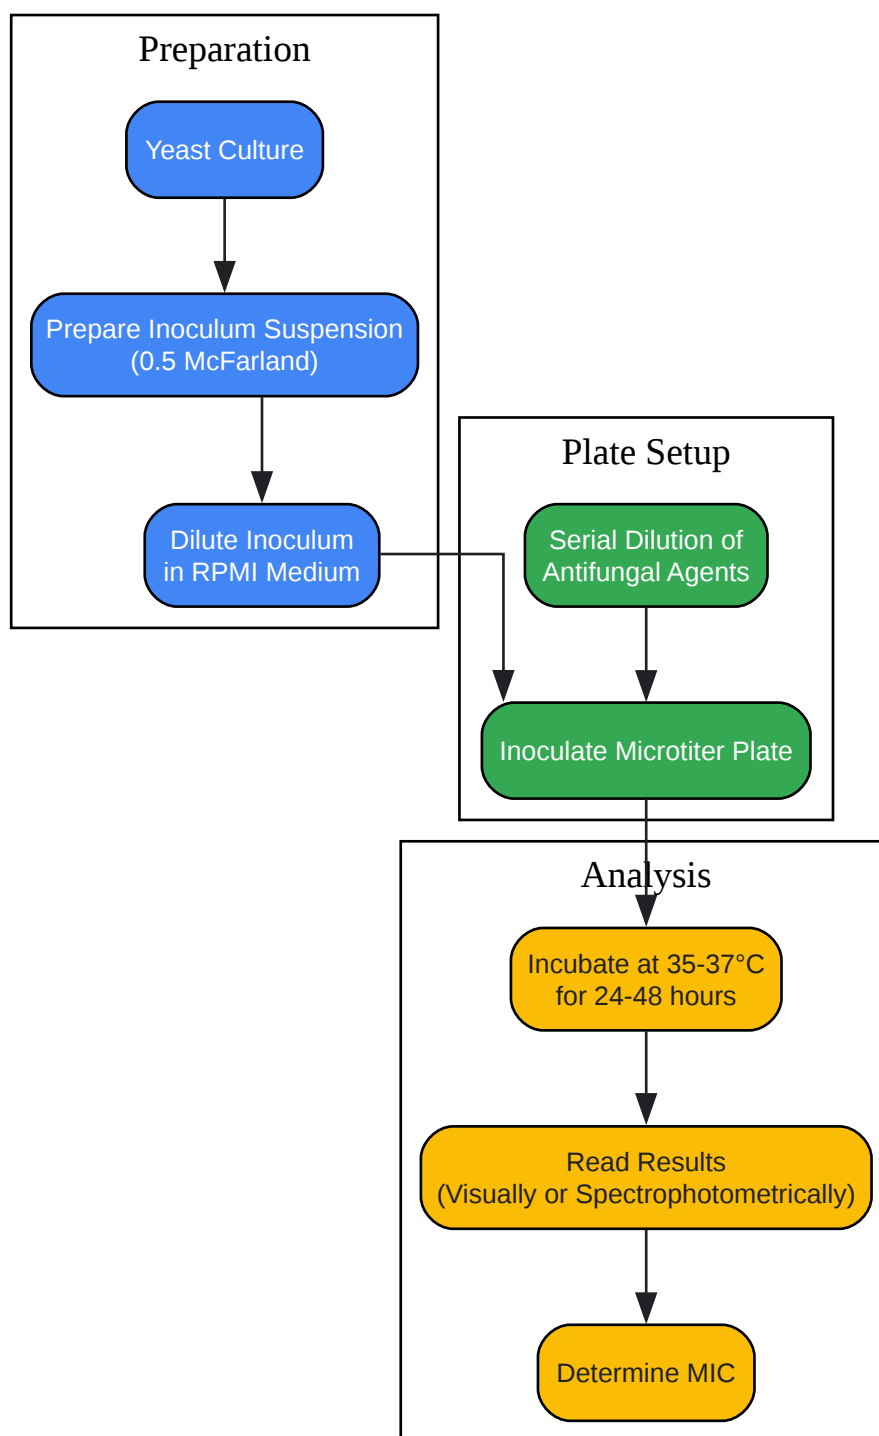 Preparation
Yeast Culture
Prepare Inoculum Suspension
(0.5 McFarland)
Dilute Inoculum
in RPMI Medium
Plate Setup
Serial Dilution of
Antifungal Agents
Inoculate Microtiter Plate
Analysis
Incubate at 35-37°C
for 24-48 hours
Read Results
(Visually or Spectrophotometrically)
Determine MIC